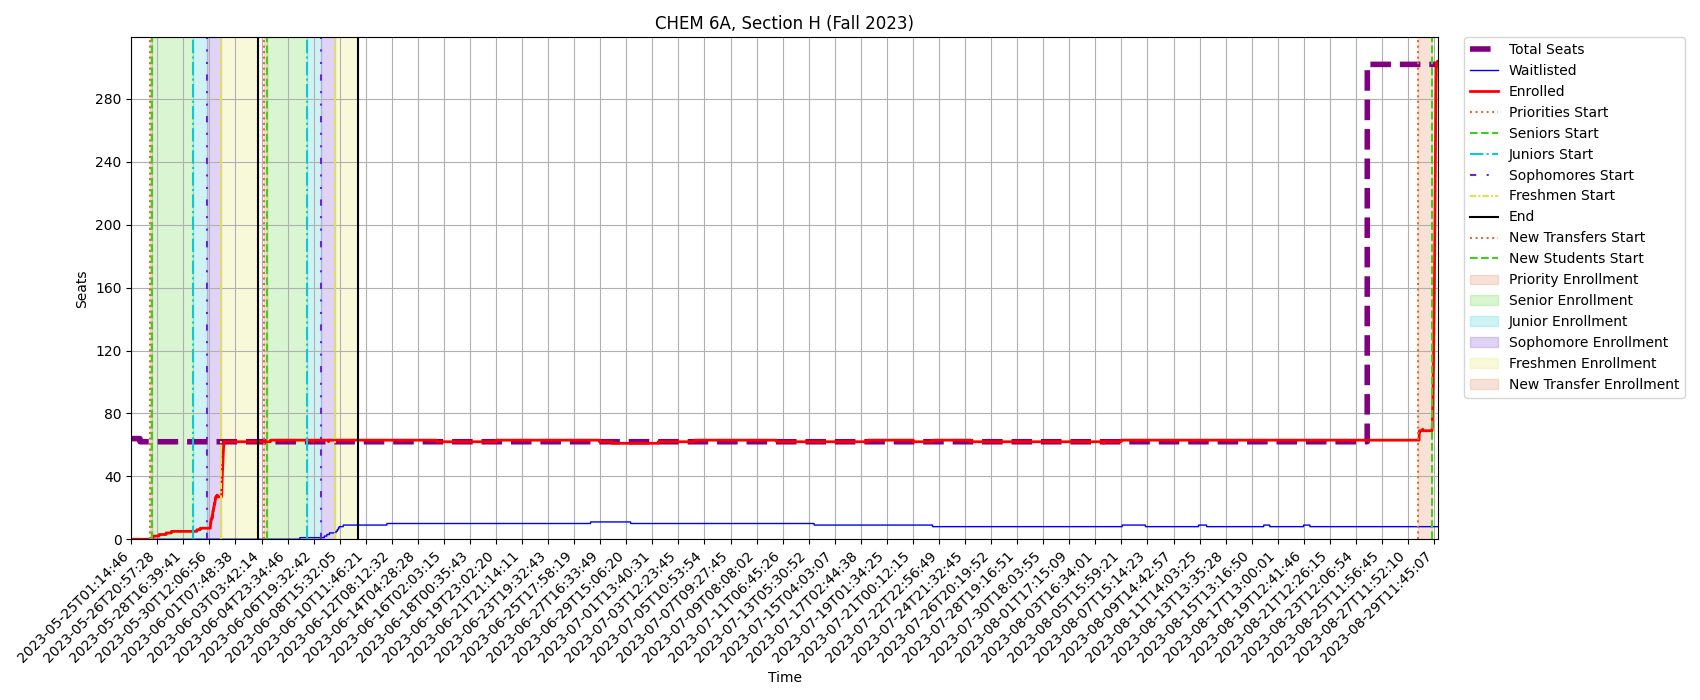 CHEM 6A, Section H (Fall 2023)
Seats
280
240
200
160
120
80
40
0
2023-05-25T01:14:46
2023-05-26T20:57:28
2023-05-28T16:39:41
2023-05-30T12:06:56
2023-06-01T07:48:38
2023-06-03T03:42:14
2023-06-04T23:34:46
2023-06-06T19:32:42
2023-06-08T15:32:05
2023-06-10T11:46:21
2023-06-12T08:12:32
2023-06-14T04:28:28
2023-06-16T02:03:15
2023-06-18T00:35:43
2023-06-19T23:02:20
2023-06-21T21:14:11
2023-06-23T19:32:43
2023-06-25T17:58:19
2023-06-27T16:33:49
2023-06-29T15:06:20
2023-07-01T13:40:31
2023-07-03T12:23:45
2023-07-05T10:53:54
2023-07-07T09:27:45
2023-07-09T08:08:02
2023-07-11T06:45:26
2023-07-13T05:30:52
2023-07-15T04:03:07
2023-07-17T02:44:38
2023-07-19T01:34:25
2023-07-21T00:12:15
2023-07-22T22:56:49
2023-07-24T21:32:45
2023-07-26T20:19:52
2023-07-28T19:16:51
2023-07-30T18:03:55
2023-08-01T17:15:09
2023-08-03T16:34:01
2023-08-05T15:59:21
2023-08-07T15:14:23
2023-08-09T14:42:57
2023-08-11T14:03:25
2023-08-13T13:35:28
2023-08-15T13:16:50
2023-08-17T13:00:01
2023-08-19T12:41:46
2023-08-21T12:26:15
2023-08-23T12:06:54
2023-08-25T11:56:45
2023-08-27T11:52:10
2023-08-29T11:45:07
Time
Total Seats
Waitlisted
Enrolled
Priorities Start
Seniors Start
Juniors Start
Sophomores Start
Freshmen Start
End
New Transfers Start
New Students Start
Priority Enrollment
Senior Enrollment
Junior Enrollment
Sophomore Enrollment
Freshmen Enrollment
New Transfer Enrollment